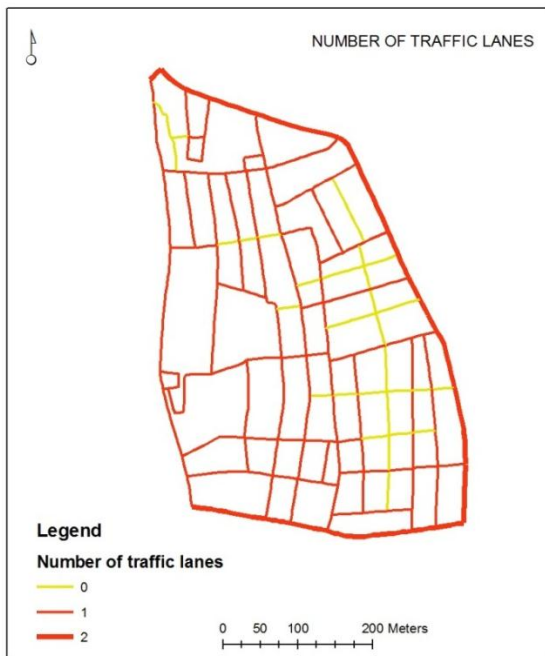 NUMBER OF TRAFFIC LANES
Legend
Number of traffic lanes
0
1
2
0 50 100 200 Meters